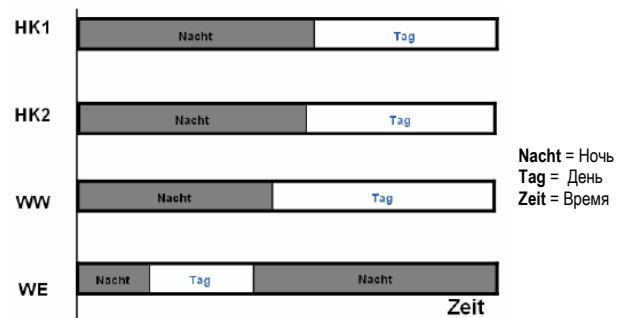 HK1 Nacht Tag
HK2 Nacht Tag
WW Nacht Tag
WE Nacht Tag Nacht
Zeit
Nacht = Ночь
Tag = День
Zeit = Время